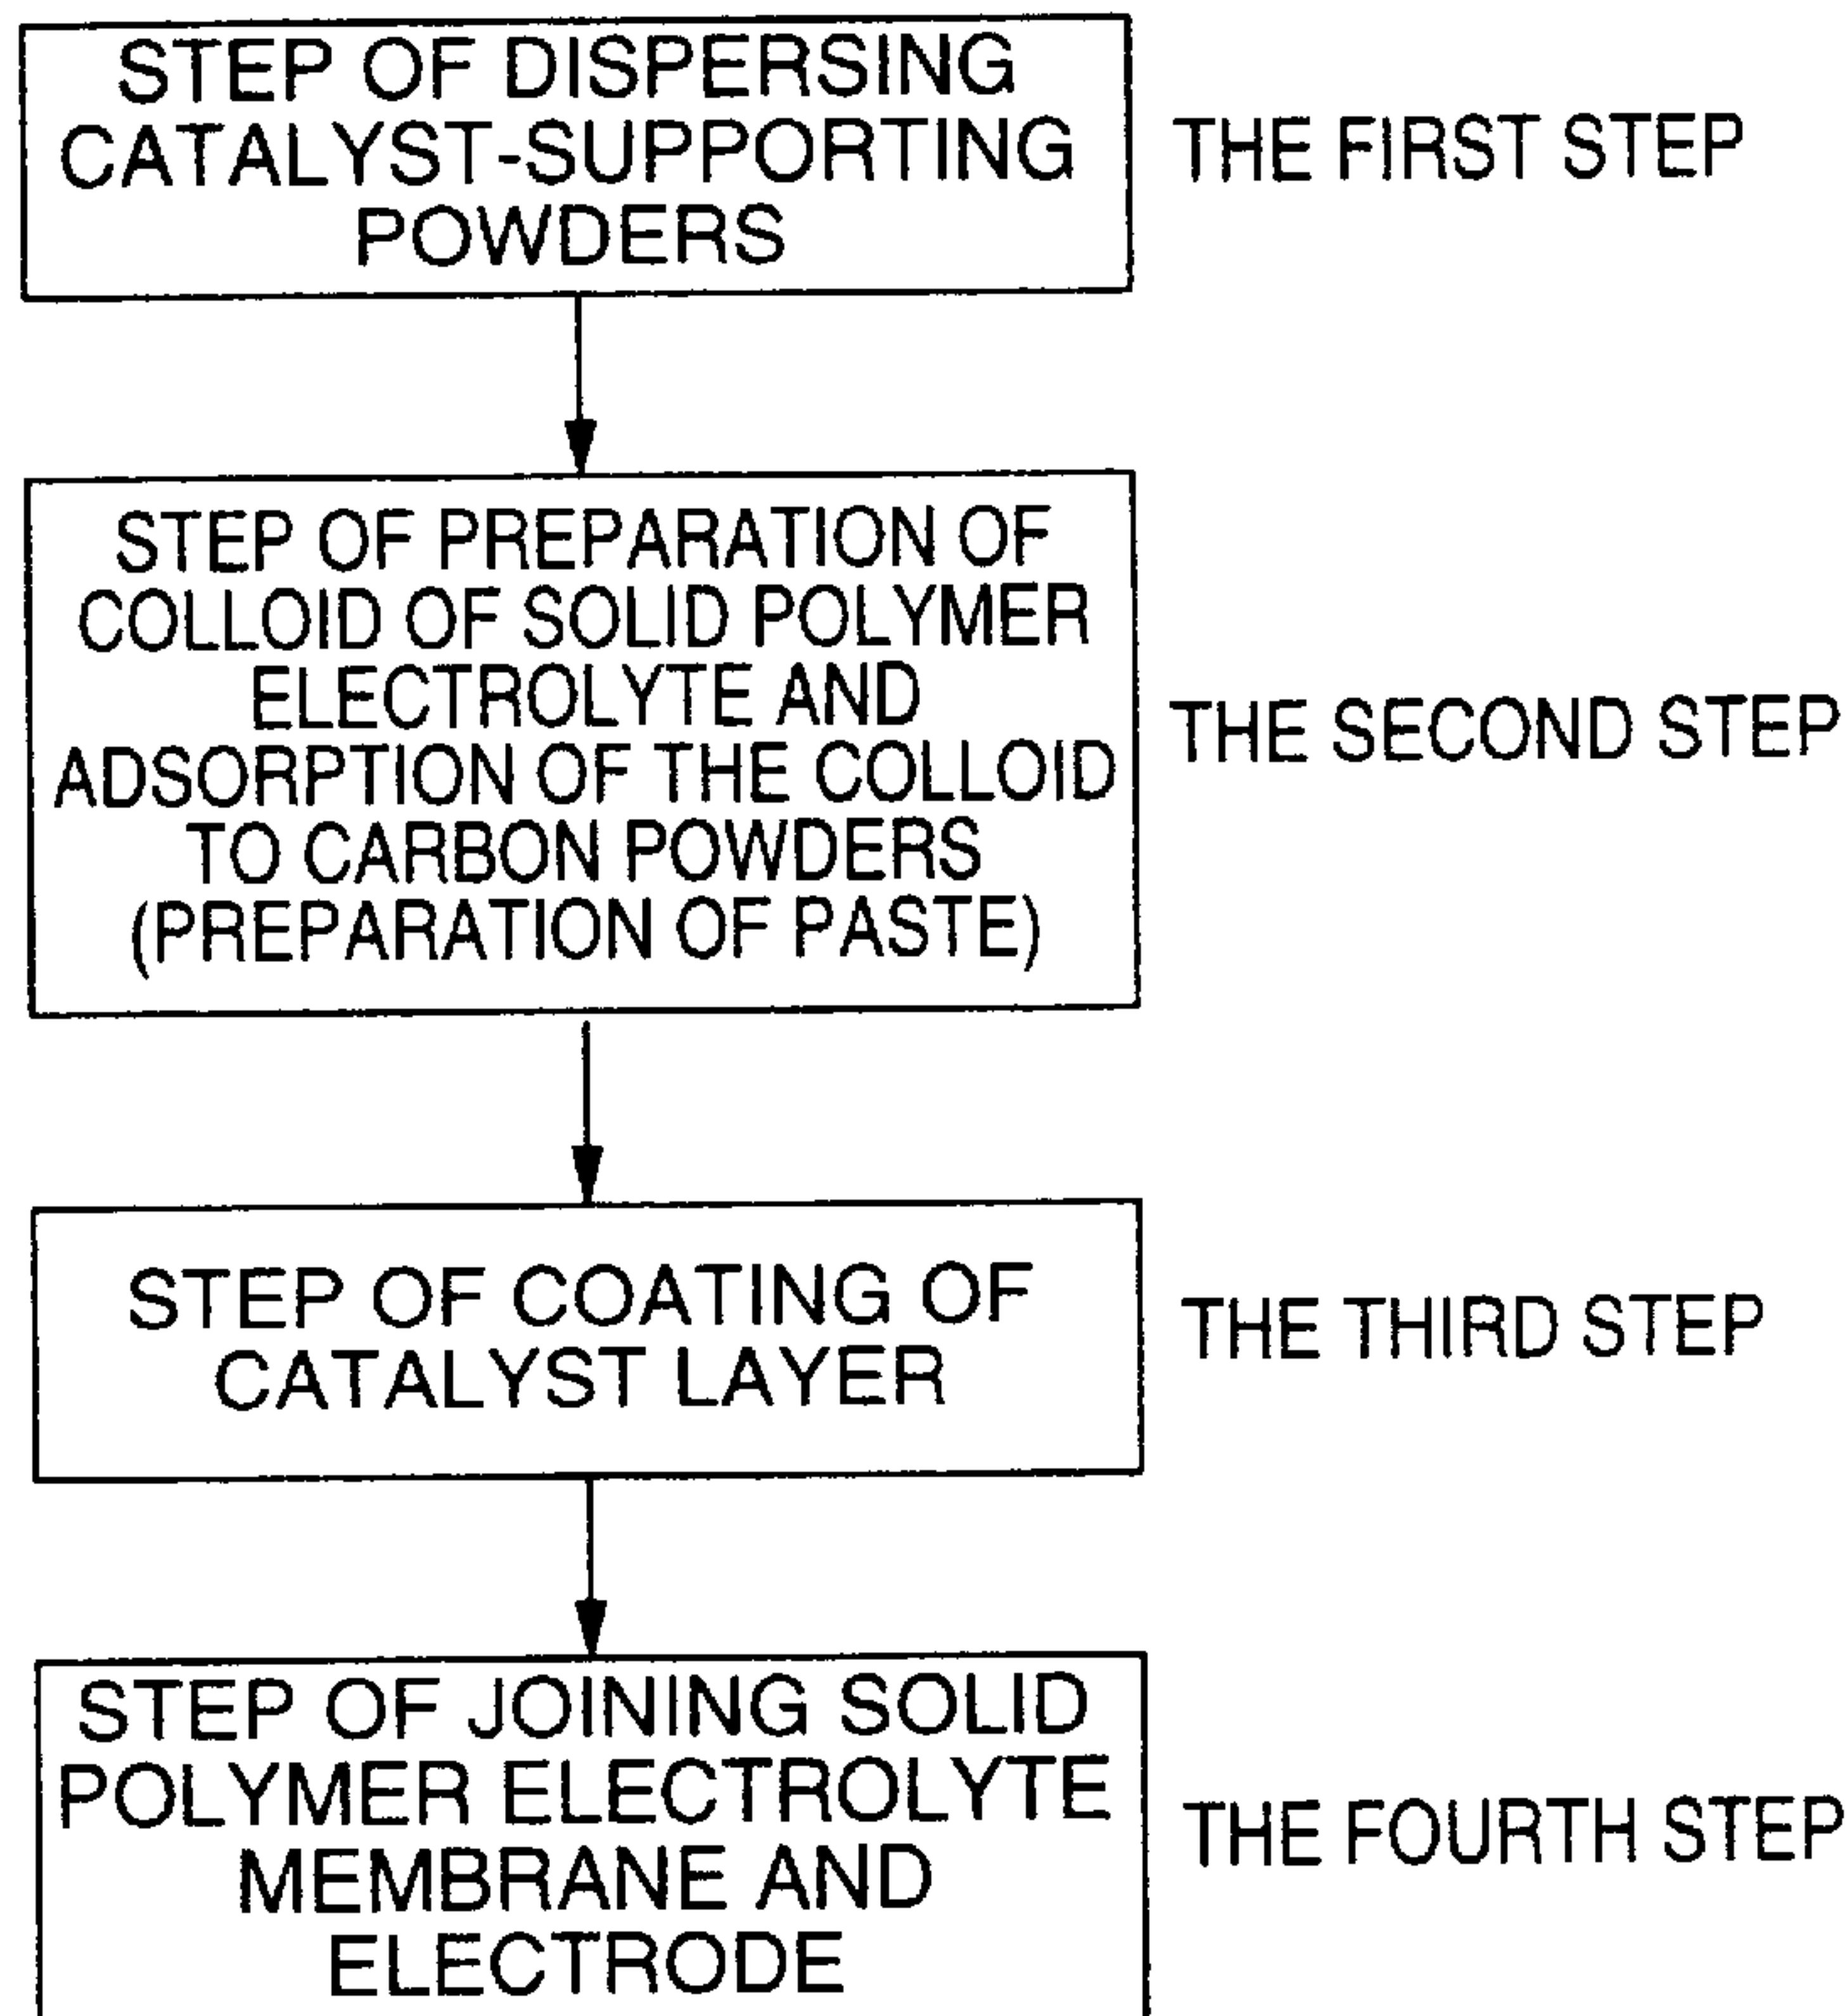 STEP OF DISPERSING
CATALYST-SUPPORTING
POWDERS
THE FIRST STEP
STEP OF PREPARATION OF
COLLOID OF SOLID POLYMER
ELECTROLYTE AND
ADSORPTION OF THE COLLOID
TO CARBON POWDERS
(PREPARATION OF PASTE)
THE SECOND STEP
STEP OF COATING OF
CATALYST LAYER
THE THIRD STEP
STEP OF JOINING SOLID
POLYMER ELECTROLYTE
MEMBRANE AND
ELECTRODE
THE FOURTH STEP